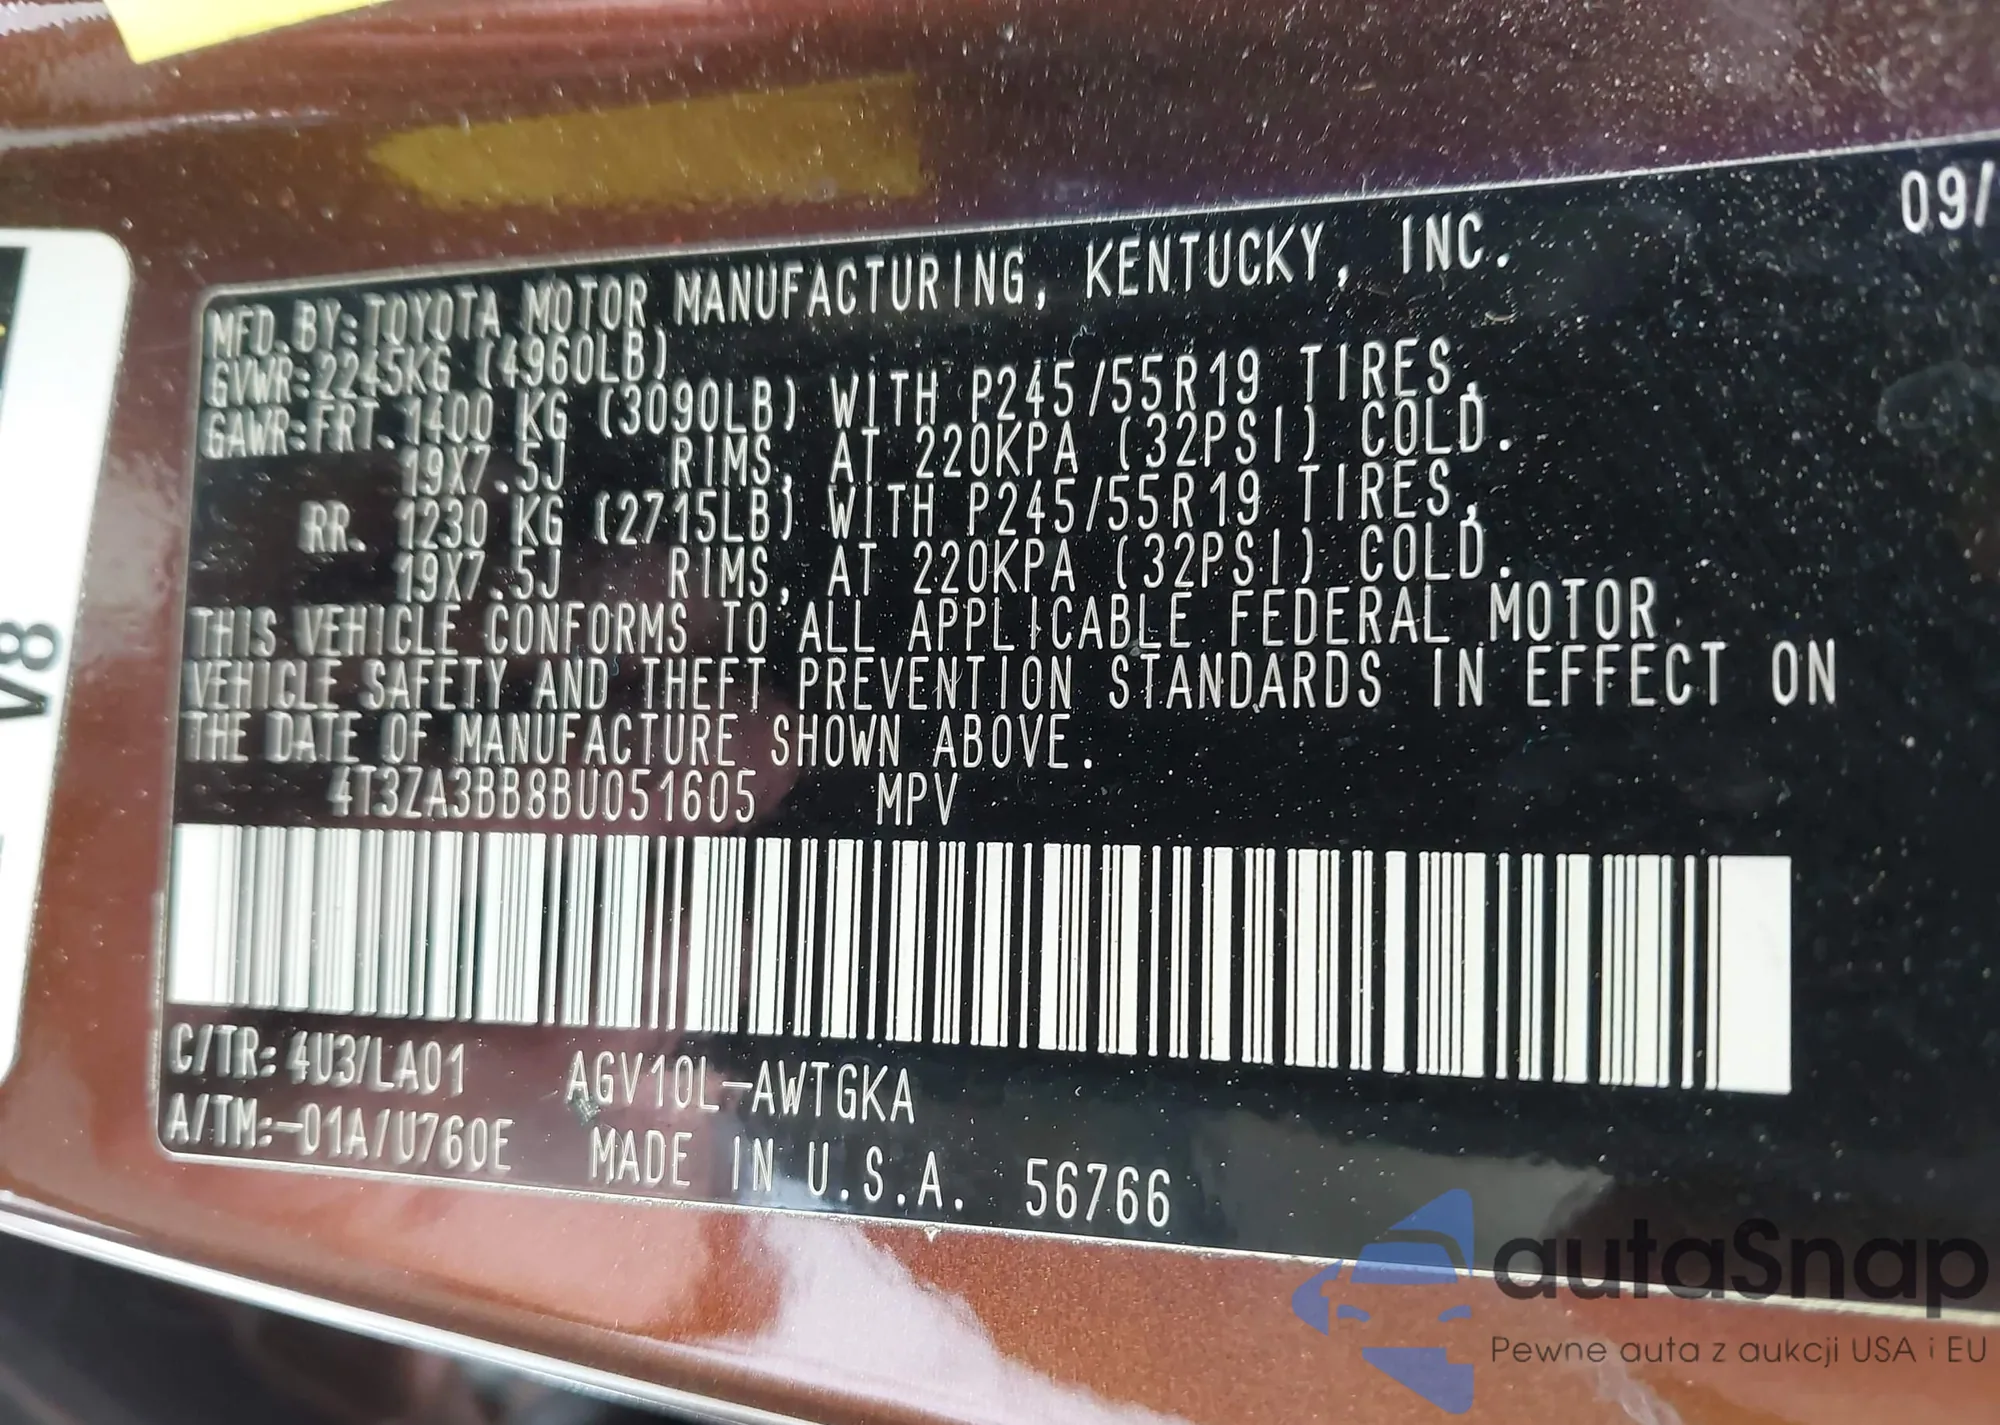 09/
MFD.BY:TOYOTA MOTOR MANUFACTURING, KENTUCKY, INC.
GVWR:2245KG (4960LB)
GAWR:FRT. 1400 KG (3090LB) WITH P245/55R19 TIRES,
19X7.5J RIMS, AT 220KPA (32PSI) COLD.
RR. 1230 KG (2715LB) WITH P245/55R19 TIRES,
19X7.5J RIMS, AT 220KPA (32PSI) COLD.
THIS VEHICLE CONFORMS TO ALL APPLICABLE FEDERAL MOTOR
VEHICLE SAFETY AND THEFT PREVENTION STANDARDS IN EFFECT ON
THE DATE OF MANUFACTURE SHOWN ABOVE.
4T3ZA3BB8BU051605 MPV
C/TR: 4U3/LA01 AGV10L-AWTGKA
A/TM:-01A/U760E MADE IN U.S.A. 56766
autaSnap
Pewne auta z aukcji USA i EU